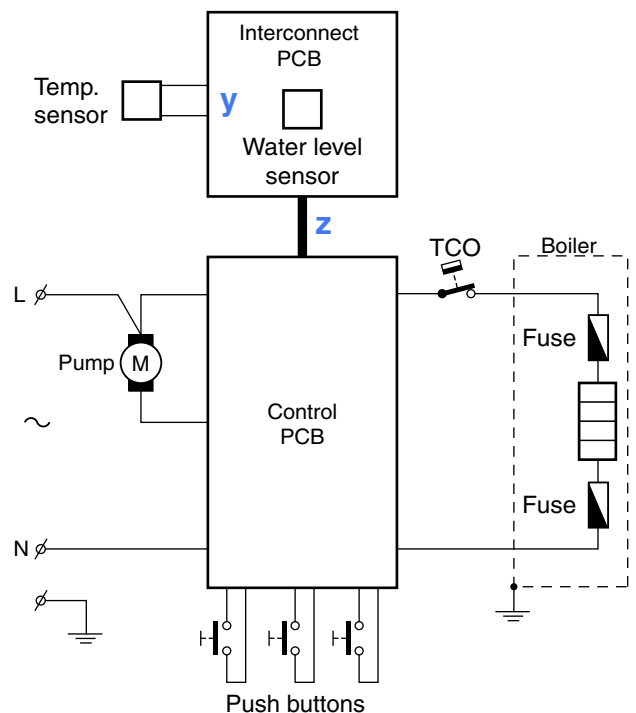 Interconnect
PCB
Temp.
sensor
y
Water level
sensor
z
TCO
Boiler
L
Pump
M
Fuse
Control
PCB
Fuse
N
Push buttons